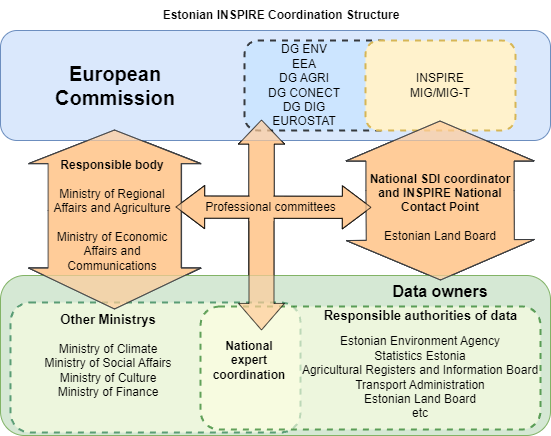 Estonian INSPIRE Coordination Structure
European
Commission
DG ENV
EEA
DG AGRI
DG CONECT
DG DIG
EUROSTAT
INSPIRE
MIG/MIG-T
Responsible body
Ministry of Regional
Affairs and Agriculture
Ministry of Economic
Affairs and
Communications
Professional committees
National SDI coordinator
and INSPIRE National
Contact Point
Estonian Land Board
Data owners
Other Ministrys
Ministry of Climate
Ministry of Social Affairs
Ministry of Culture
Ministry of Finance
National
expert
coordination
Responsible authorities of data
Estonian Environment Agency
Statistics Estonia
Agricultural Registers and Information Board
Transport Administration
Estonian Land Board
etc